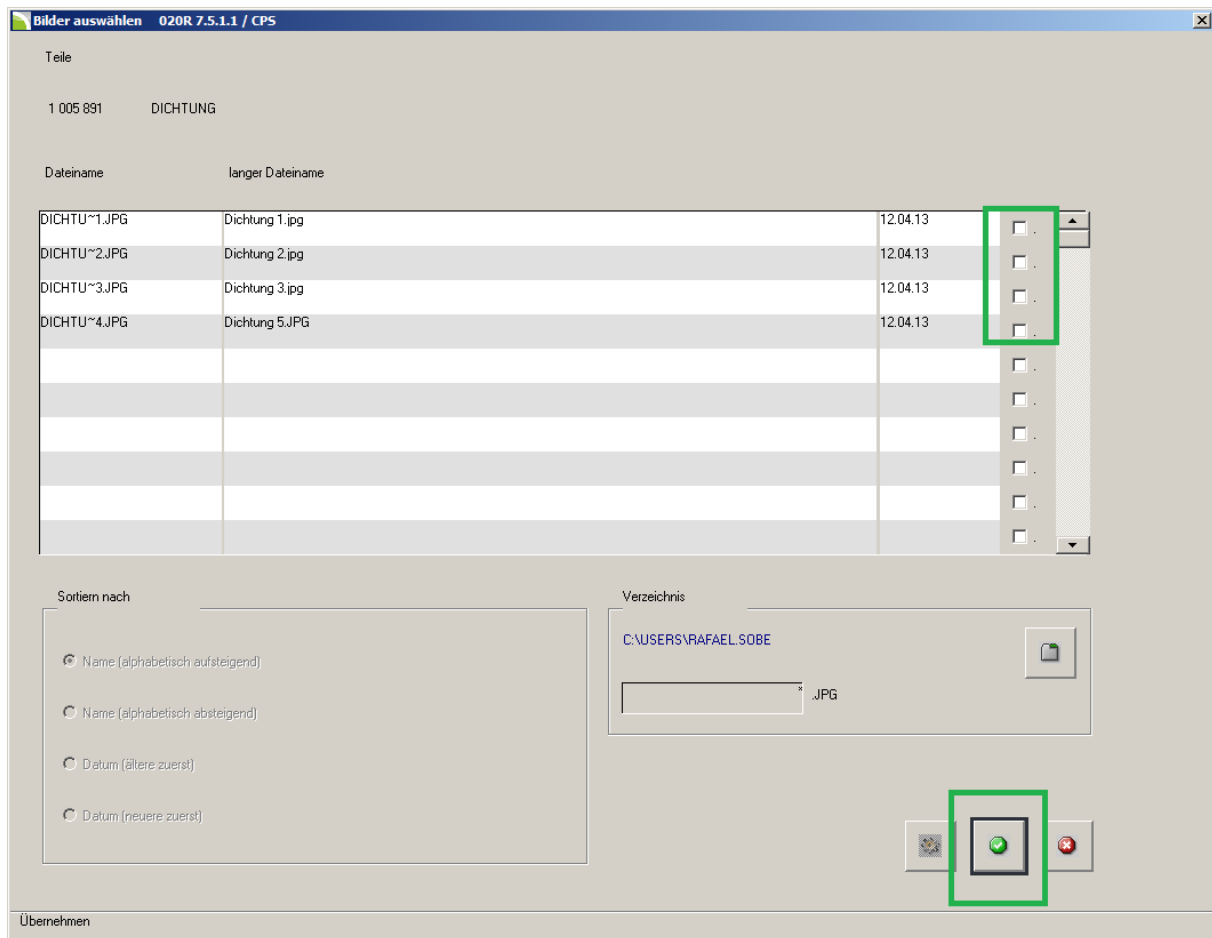 Bilder auswählen 020R 7.5.1.1 / CPS
Teile
1 005 891 DICHTUNG
Dateiname langer Dateiname
DICHTU~1.JPG Dichtung 1.jpg 12.04.13 .
DICHTU~2.JPG Dichtung 2.jpg 12.04.13 .
DICHTU~3.JPG Dichtung 3.jpg 12.04.13 .
DICHTU~4.JPG Dichtung 5.JPG 12.04.13 .
.
.
.
.
.
.
Sortiern nach
Name (alphabetisch aufsteigend)
Name (alphabetisch absteigend)
Datum (ältere zuerst)
Datum (neuere zuerst)
Verzeichnis
C:\USERS\RAFAEL.SOBE
* .JPG
Übernehmen